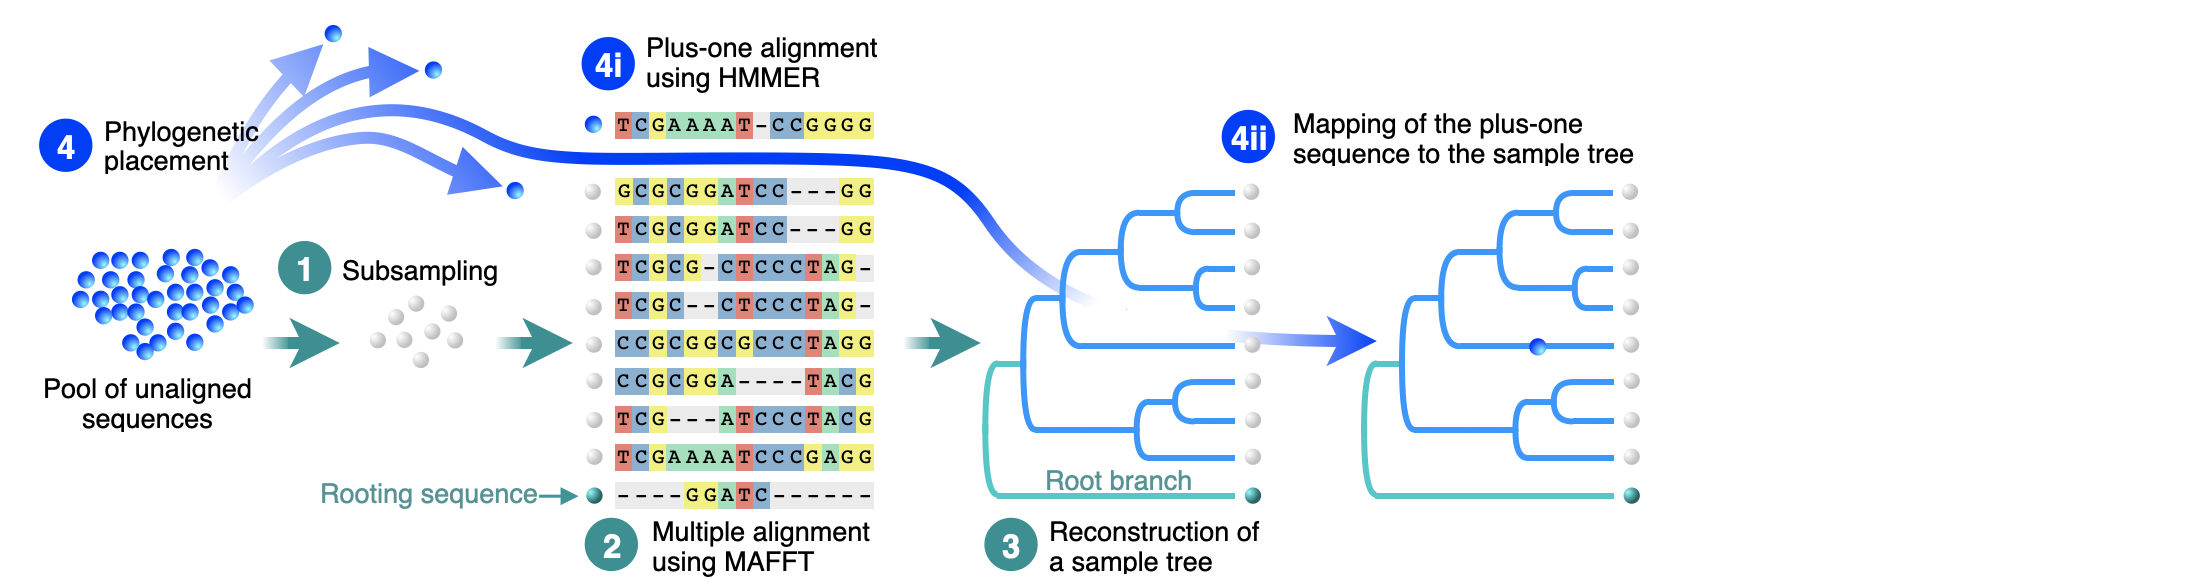 4 Phylogenetic
placement
4i Plus-one alignment
using HMMER
TCGAAAAT-CCGGGG
4ii Mapping of the plus-one
sequence to the sample tree
Pool of unaligned
sequences
1 Subsampling
GCGCGGATCC---GG
TCGCGGATCC---GG
TCGCG-CTCCCTAG-
TCGC--CTCCCTAG-
CCGCGGCGCCCTAGG
CCGCGGA----TACG
TCG---ATCCCTACG
TCGAAAATCCCGAGG
Rooting sequence
----GGATC------
2 Multiple alignment
using MAFFT
Root branch
3 Reconstruction of
a sample tree